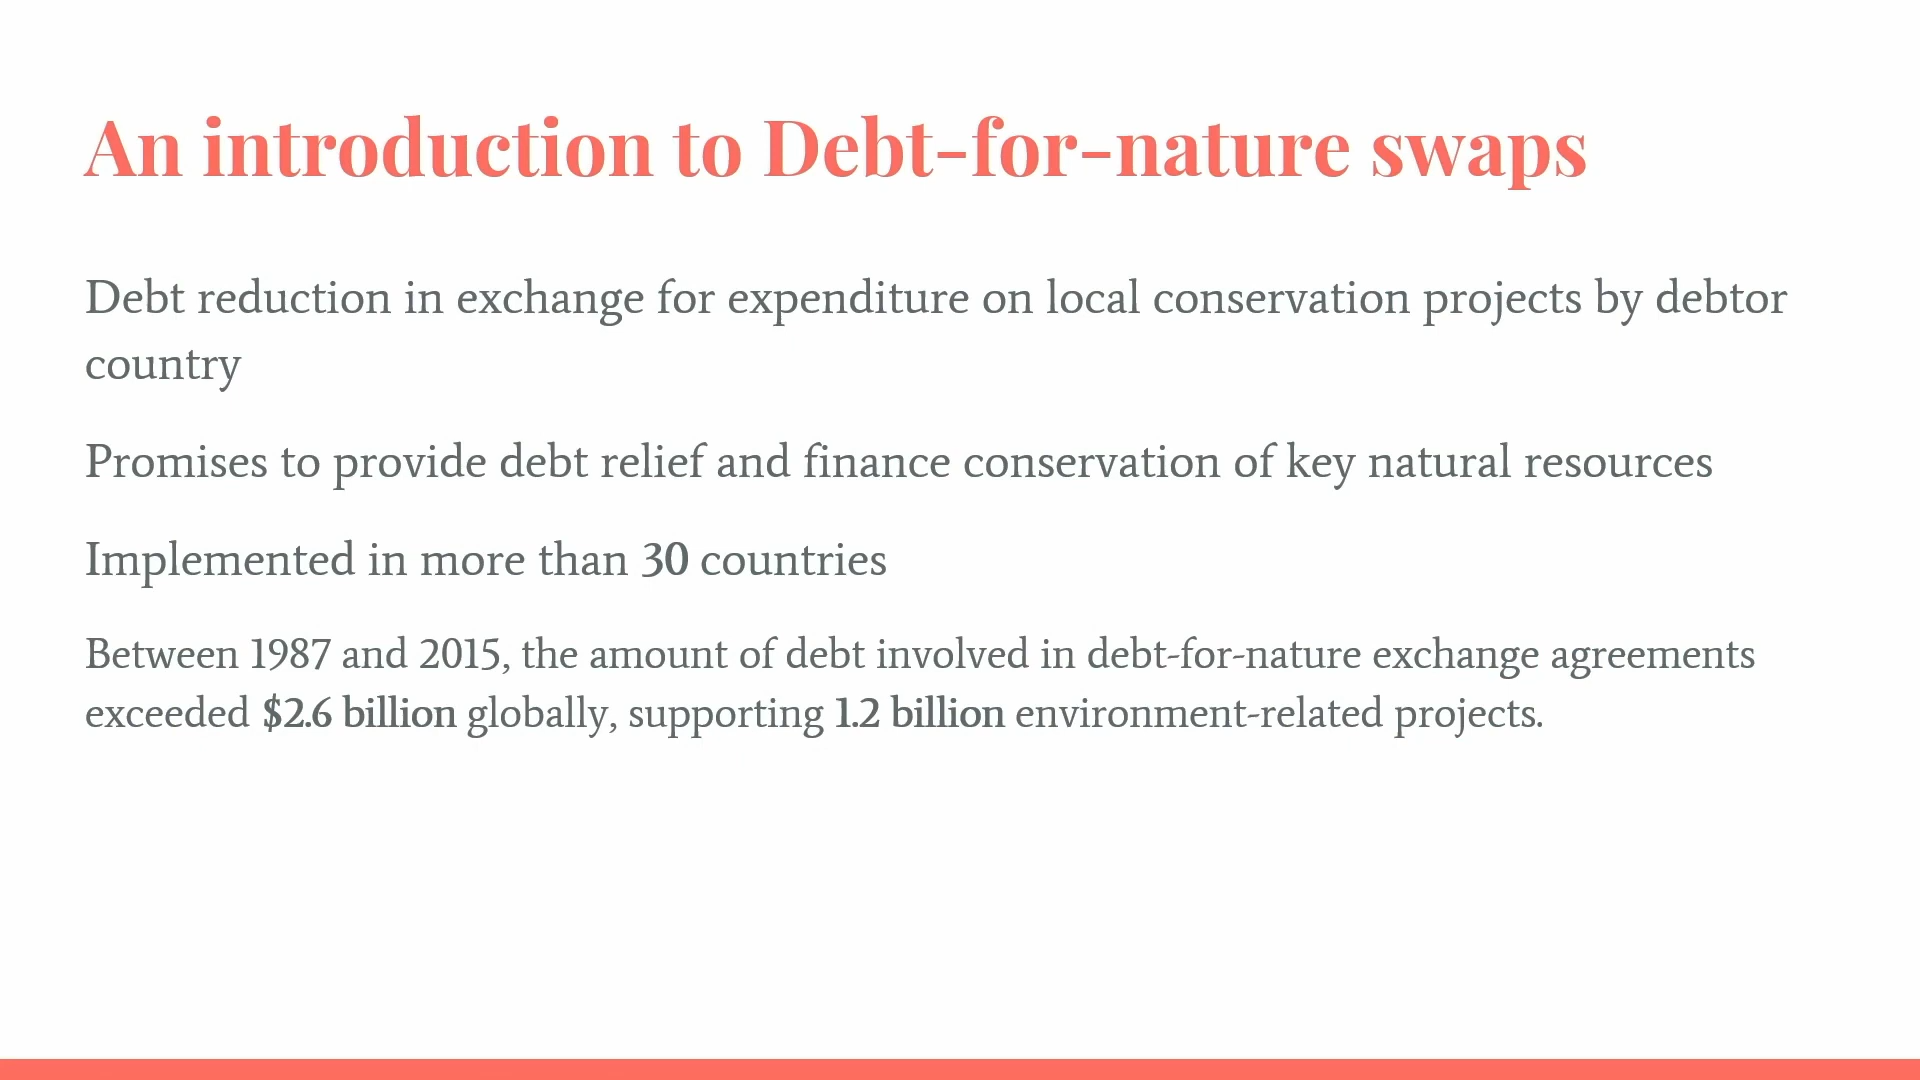 An introduction to Debt-for-nature swaps
Debt reduction in exchange for expenditure on local conservation projects by debtor
country
Promises to provide debt relief and finance conservation of key natural resources
Implemented in more than 30 countries
Between 1987 and 2015, the amount of debt involved in debt-for-nature exchange agreements
exceeded $2.6 billion globally, supporting 1.2 billion environment-related projects.